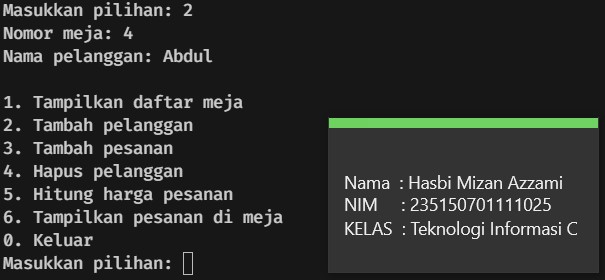 Masukkan pilihan: 2
Nomor meja: 4
Nama pelanggan: Abdul
1. Tampilkan daftar meja
2. Tambah pelanggan
3. Tambah pesanan
4. Hapus pelanggan
5. Hitung harga pesanan
6. Tampilkan pesanan di meja
0. Keluar
Masukkan pilihan:
Nama : Hasbi Mizan Azzami
NIM : 235150701111025
KELAS : Teknologi Informasi C